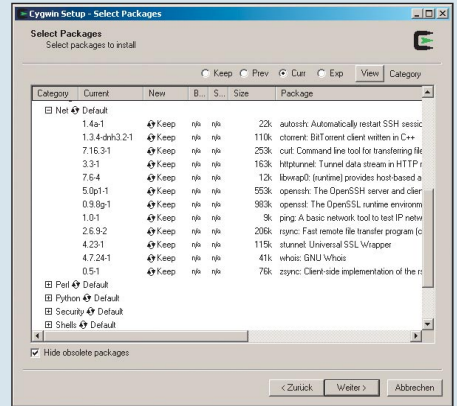 Cygwin Setup - Select Packages
Select Packages
Select packages to install
Keep Prev Curr Exp View Category
Category Current New B... S... Size Package
Net Default
1.4a-1 Keep n/a n/a 22k autossh: Automatically restart SSH sessic
1.3.4-dnh3.2-1 Keep n/a n/a 110k ctorrent: BitTorrent client written in C++
7.16.3-1 Keep n/a n/a 253k curl: Command line tool for transferring file
3.3-1 Keep n/a n/a 163k httptunnel: Tunnel data stream in HTTP r
7.6-4 Keep n/a n/a 12k libwrap0: (runtime) provides host-based a
5.0p1-1 Keep n/a n/a 553k openssh: The OpenSSH server and clier
0.9.8g-1 Keep n/a n/a 983k openssl: The OpenSSL runtime environm
1.0-1 Keep n/a n/a 9k ping: A basic network tool to test IP netw
2.6.9-2 Keep n/a n/a 206k rsync: Fast remote file transfer program (c
4.23-1 Keep n/a n/a 115k stunnel: Universal SSL Wrapper
4.7.24-1 Keep n/a n/a 41k whois: GNU Whois
0.5-1 Keep n/a n/a 76k zsync: Client-side implementation of the rs
Perl Default
Python Default
Security Default
Shells Default
Hide obsolete packages
< Zurück Weiter > Abbrechen